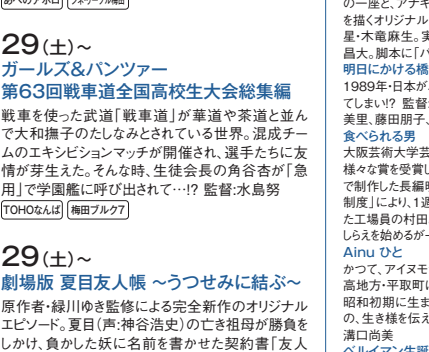 あべのアポロ シネ・リーブル梅田
29(土)～
ガールズ&パンツァー
第63回戦車道全国高校生大会総集編
戦車を使った武道「戦車道」が華道や茶道と並ん
で大和撫子のたしなみとされている世界。混成チー
ムのエキシビションマッチが開催され、選手たちに友
情が芽生えた。そんな時、生徒会長の角谷杏が「急
用」で学園艦に呼び出されて…!? 監督:水島努
TOHOなんば 梅田ブルク7
29(土)～
劇場版 夏目友人帳 ～うつせみに結ぶ～
原作者・緑川ゆき監修による完全新作のオリジナル
エピソード。夏目(声:神谷浩史)の亡き祖母が勝負を
しかけ、負かした妖に名前を書かせた契約書「友人
の一座と、アナキ
を描くオリジナル
星・木竜麻生。実
昌大。脚本に「バ
明日にかける橋
1989年・日本が
てしまい!? 監督
美里、藤田朋子、
食べられる男
大阪芸術大学芸
様々な賞を受賞し
で制作した長編映
制度」により、1週
た工場員の村田
しらえを始めるが
Ainu ひと
かつて、アイヌモ
高地方・平取町に
昭和初期に生ま
の、生き様を伝え
溝口尚美